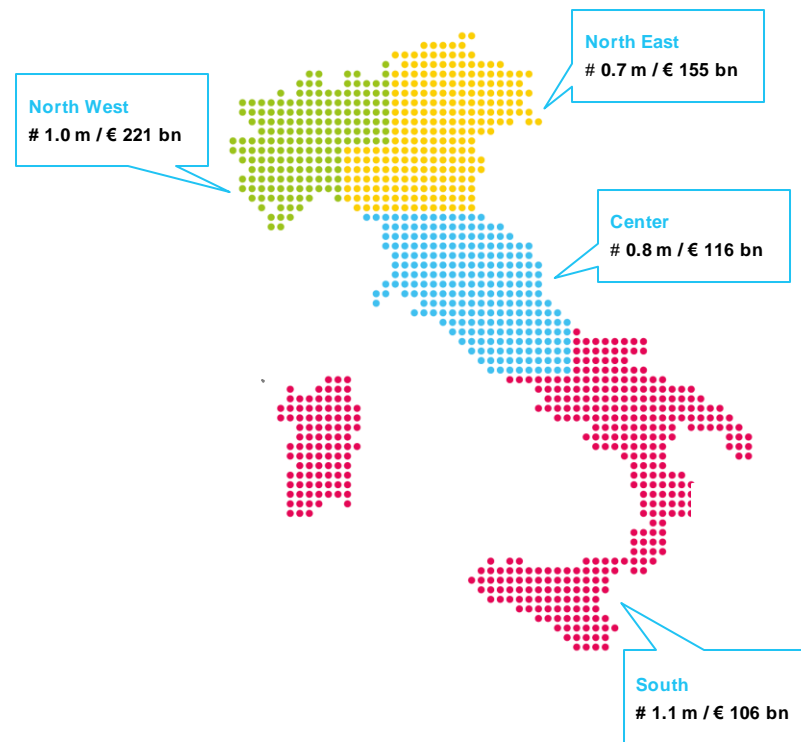 North East
# 0.7 m / € 155 bn
North West
# 1.0 m / € 221 bn
Center
# 0.8 m / € 116 bn
South
# 1.1 m / € 106 bn